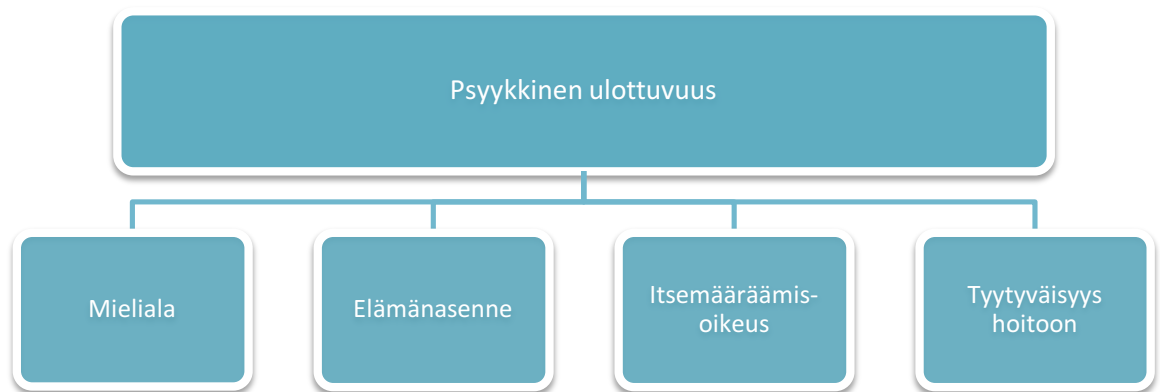 Psyykkinen ulottuvuus
Mieliala
Elämänasenne
Itsemääräämis-
oikeus
Tyytyväisyys
hoitoon